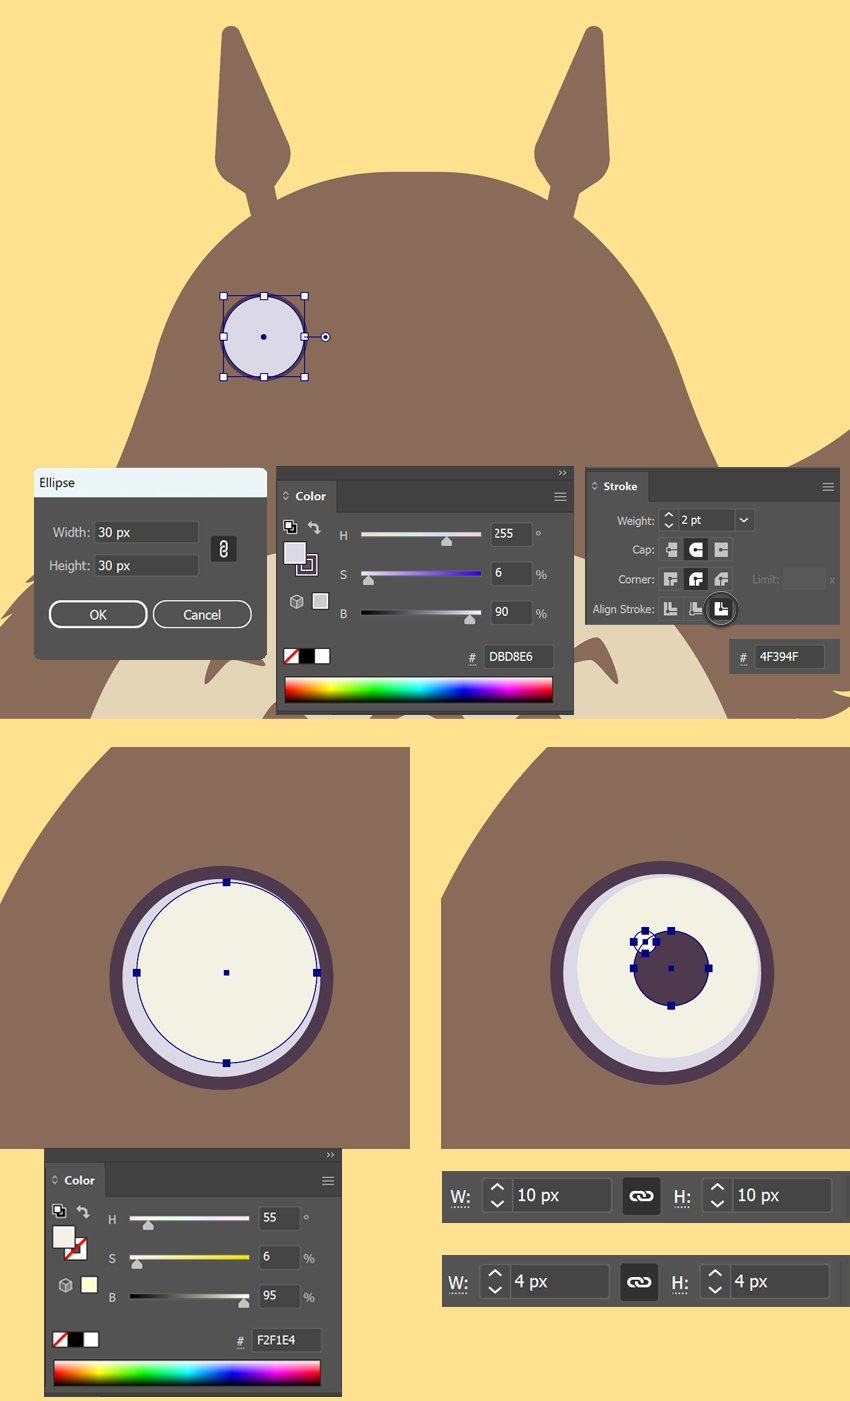 Ellipse
Width: 30 px
Height: 30 px
OK Cancel
Color
H 255 °
S 6 %
B 90 %
# DBD8E6
Stroke
Weight: 2 pt
Cap:
Corner: Limit: x
Align Stroke:
# 4F394F
Color
H 55 °
S 6 %
B 95 %
# F2F1E4
W: 10 px H: 10 px
W: 4 px H: 4 px